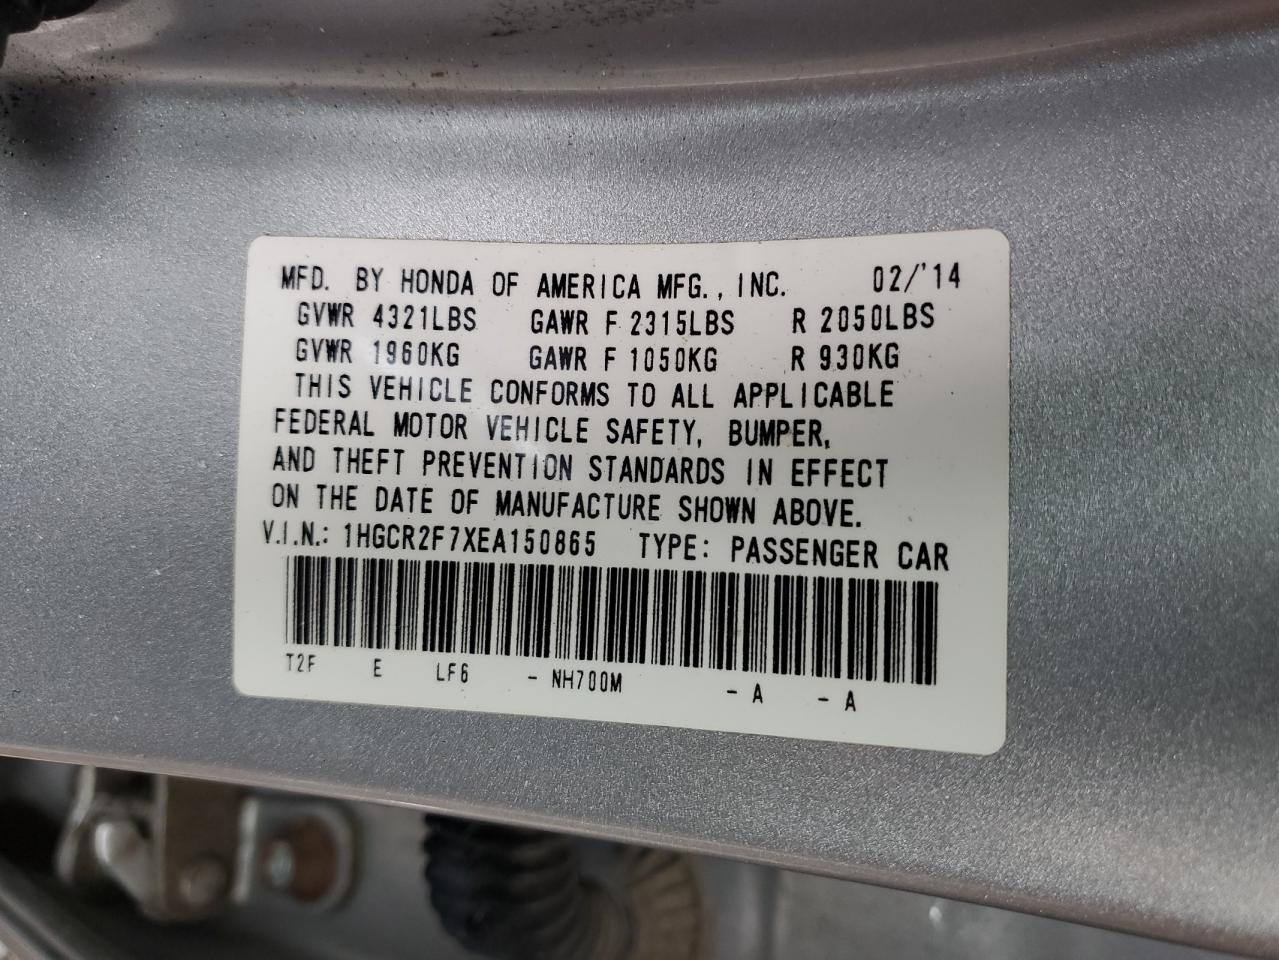 MFD. BY HONDA OF AMERICA MFG., INC. 02/'14
GVWR 4321LBS GAWR F 2315LBS R 2050LBS
GVWR 1960KG GAWR F 1050KG R 930KG
THIS VEHICLE CONFORMS TO ALL APPLICABLE
FEDERAL MOTOR VEHICLE SAFETY, BUMPER,
AND THEFT PREVENTION STANDARDS IN EFFECT
ON THE DATE OF MANUFACTURE SHOWN ABOVE.
V.I.N.: 1HGCR2F7XEA150865 TYPE: PASSENGER CAR
T2F E LF6 - NH700M - A - A